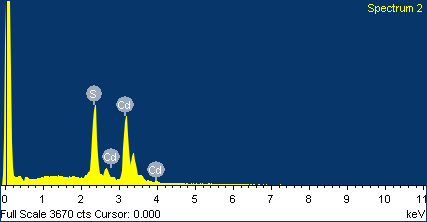 Spectrum 2
S
Cd
Cd
Cd
0 1 2 3 4 5 6 7 8 9 10 11
Full Scale 3670 cts Cursor: 0.000 keV